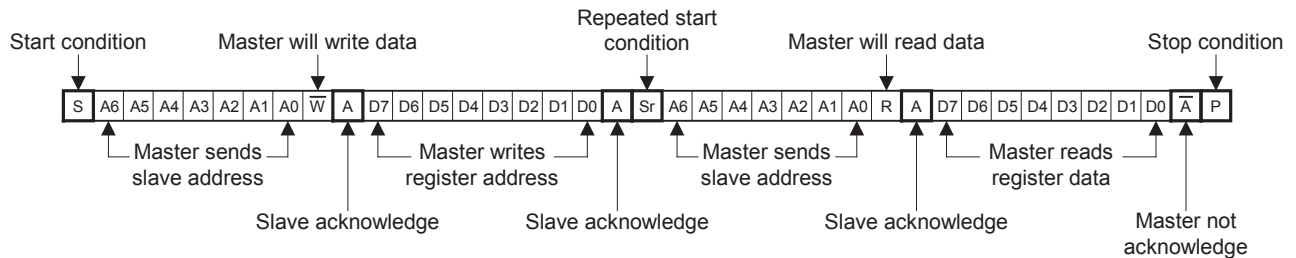 Repeated start
condition
Start condition
Master will write data
Master will read data
Stop condition
S A6 A5 A4 A3 A2 A1 A0 W̅ A D7 D6 D5 D4 D3 D2 D1 D0 A Sr A6 A5 A4 A3 A2 A1 A0 R A D7 D6 D5 D4 D3 D2 D1 D0 A̅ P
Master sends
slave address
Master writes
register address
Master sends
slave address
Master reads
register data
Slave acknowledge
Slave acknowledge
Slave acknowledge
Master not
acknowledge